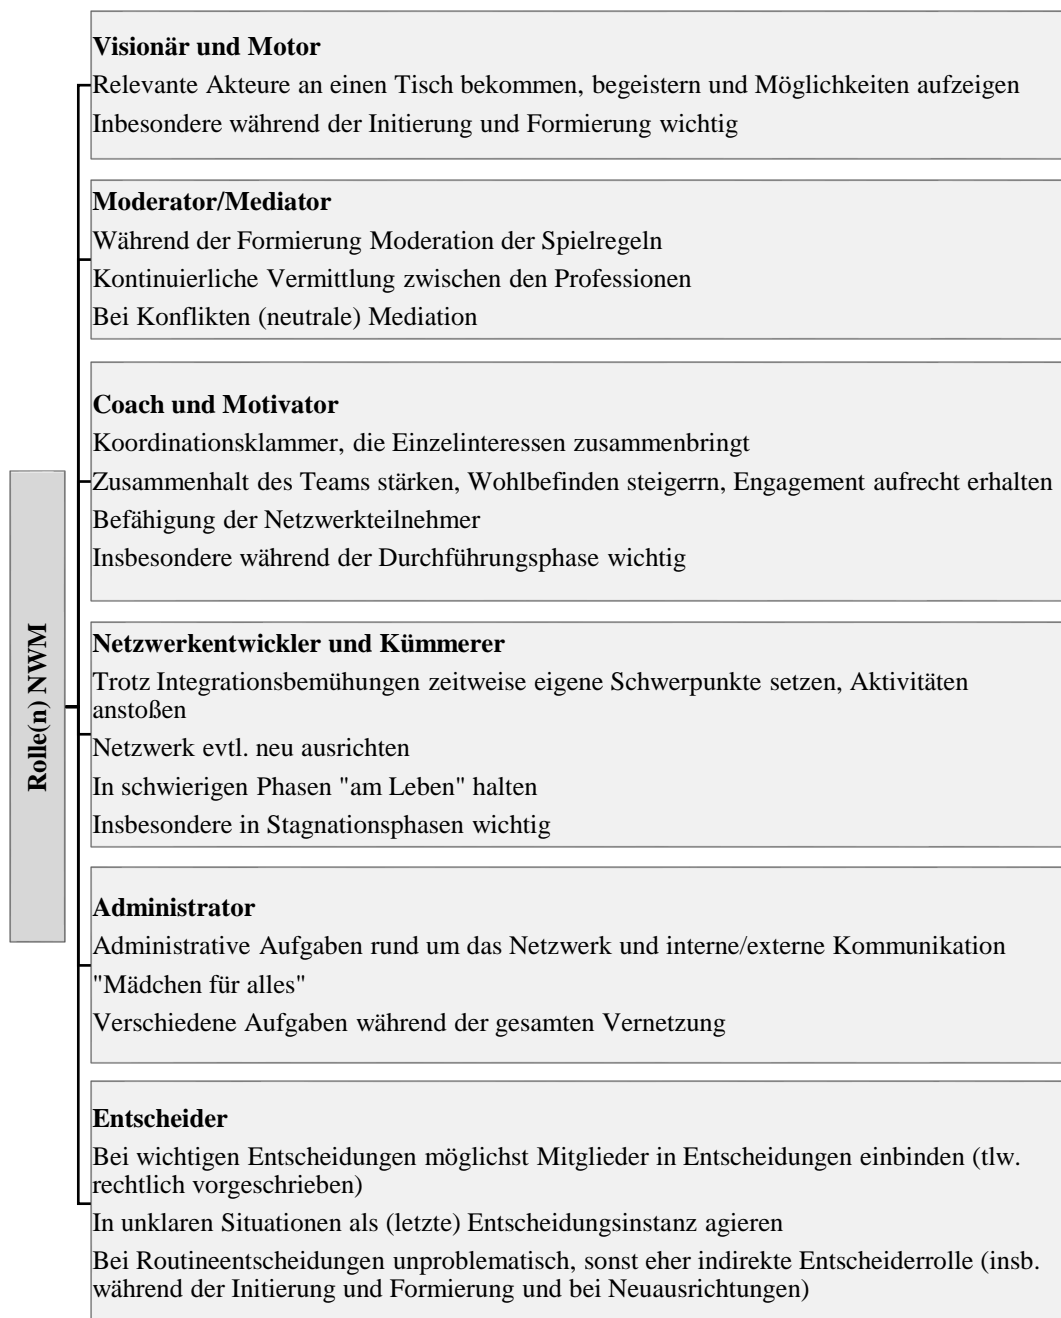 Visionär und Motor
Relevante Akteure an einen Tisch bekommen, begeistern und Möglichkeiten aufzeigen
Inbesondere während der Initierung und Formierung wichtig
Moderator/Mediator
Während der Formierung Moderation der Spielregeln
Kontinuierliche Vermittlung zwischen den Professionen
Bei Konflikten (neutrale) Mediation
Coach und Motivator
Koordinationsklammer, die Einzelinteressen zusammenbringt
Zusammenhalt des Teams stärken, Wohlbefinden steigerrn, Engagement aufrecht erhalten
Befähigung der Netzwerkteilnehmer
Insbesondere während der Durchführungsphase wichtig
Rolle(n) NWM
Netzwerkentwickler und Kümmerer
Trotz Integrationsbemühungen zeitweise eigene Schwerpunkte setzen, Aktivitäten
anstoßen
Netzwerk evtl. neu ausrichten
In schwierigen Phasen "am Leben" halten
Insbesondere in Stagnationsphasen wichtig
Administrator
Administrative Aufgaben rund um das Netzwerk und interne/externe Kommunikation
"Mädchen für alles"
Verschiedene Aufgaben während der gesamten Vernetzung
Entscheider
Bei wichtigen Entscheidungen möglichst Mitglieder in Entscheidungen einbinden (tlw.
rechtlich vorgeschrieben)
In unklaren Situationen als (letzte) Entscheidungsinstanz agieren
Bei Routineentscheidungen unproblematisch, sonst eher indirekte Entscheiderrolle (insb.
während der Initierung und Formierung und bei Neuausrichtungen)